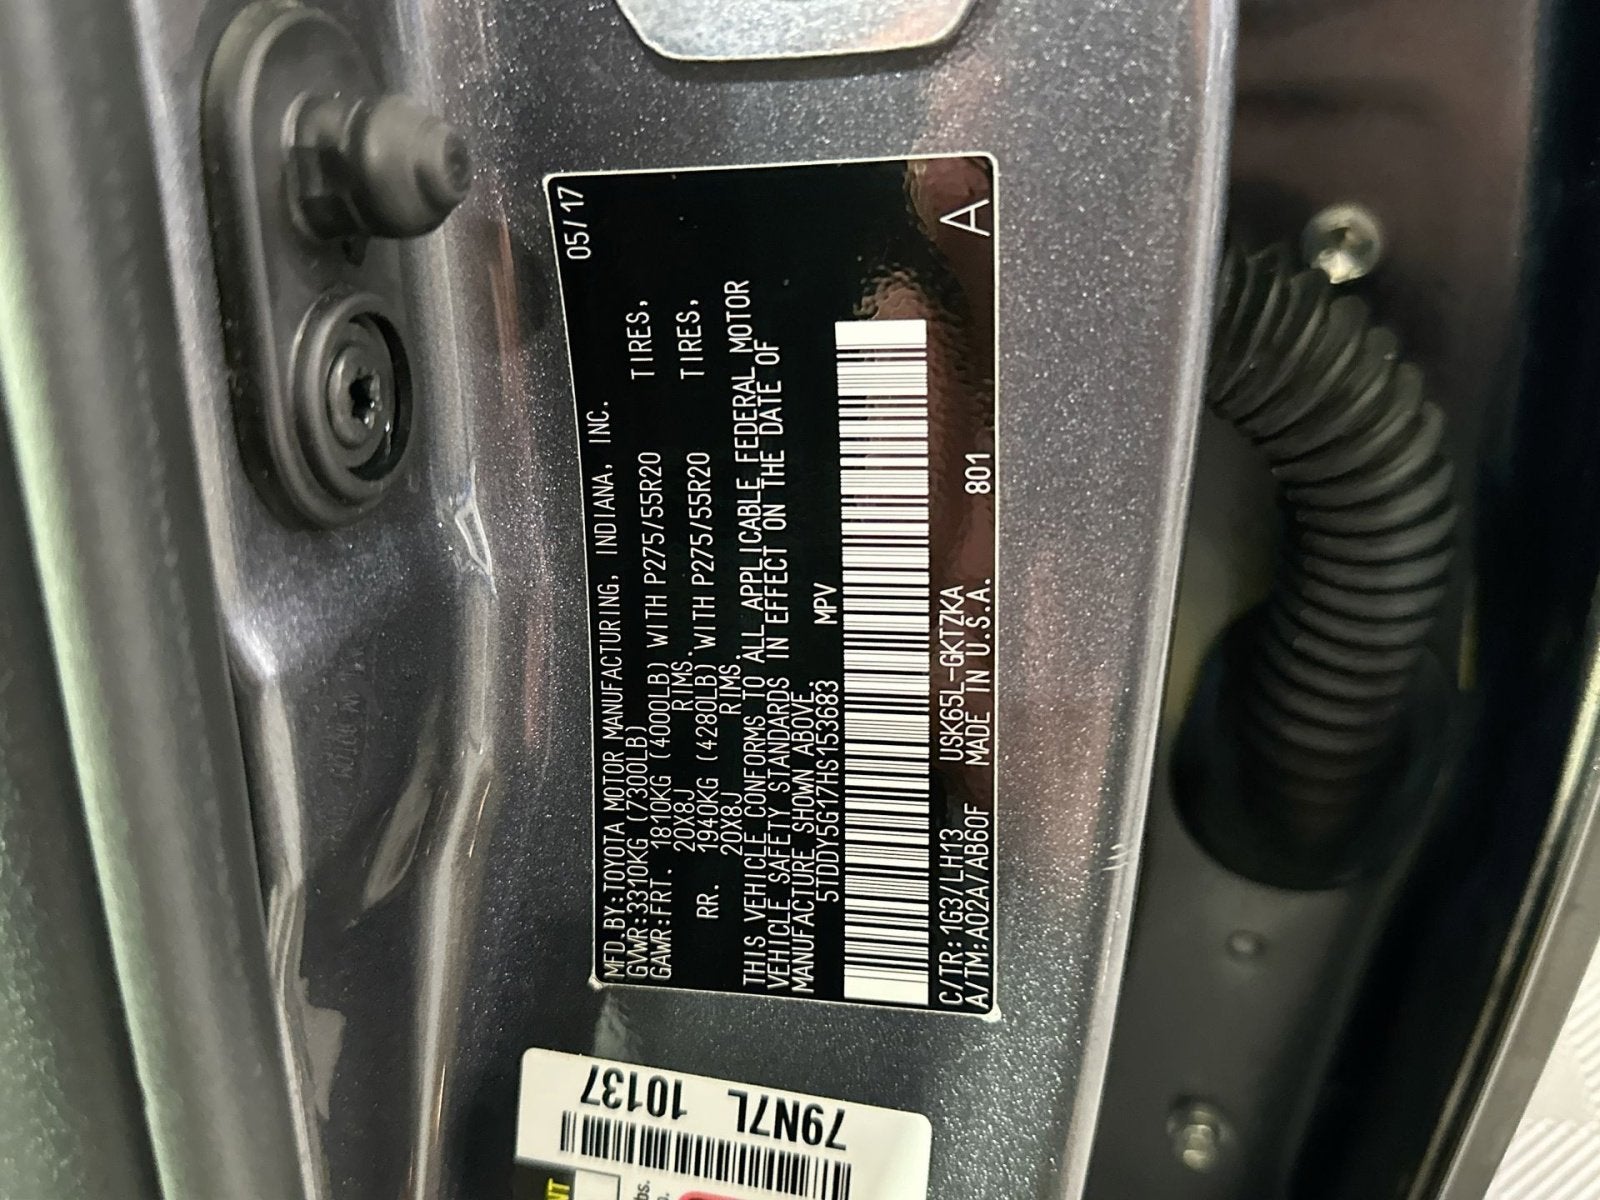 05/17
MFD.BY:TOYOTA MOTOR MANUFACTURING, INDIANA, INC.
GVWR:3310KG (7300LB)
GAWR:FRT. 1810KG (4000LB) WITH P275/55R20 TIRES,
20X8J RIMS.
RR. 1940KG (4280LB) WITH P275/55R20 TIRES,
20X8J RIMS.
THIS VEHICLE CONFORMS TO ALL APPLICABLE FEDERAL MOTOR
VEHICLE SAFETY STANDARDS IN EFFECT ON THE DATE OF
MANUFACTURE SHOWN ABOVE.
5TDDY5G17HS153683 MPV
C/TR:1G3/LH13 USK65L-GKTZKA
A/TM:A02A/AB60F MADE IN U.S.A. 801 A
79N7L
10137
NT
bs.